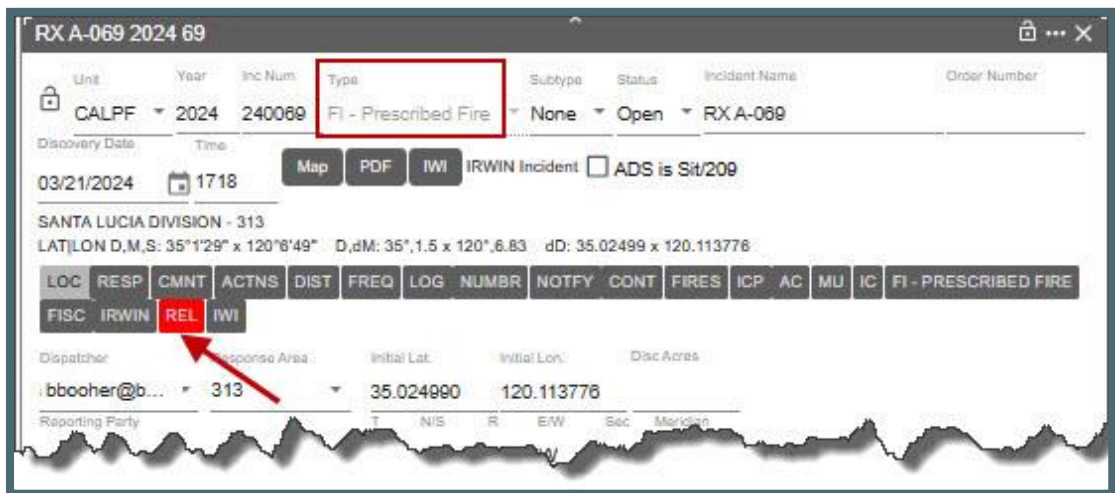 RX A-069 2024 69
Unit Year Inc Num Type Subtype Status Incident Name Order Number
CALPF 2024 240069 FI - Prescribed Fire None Open RX A-069
Discovery Date Time
03/21/2024 1718 Map PDF IWI IRWIN Incident ADS is Sit/209
SANTA LUCIA DIVISION - 313
LAT|LON D,M,S: 35°1'29" x 120°6'49" D,dM: 35°,1.5 x 120°,6.83 dD: 35.02499 x 120.113776
LOC RESP CMNT ACTNS DIST FREQ LOG NUMBR NOTFY CONT FIRES ICP AC MU IC FI - PRESCRIBED FIRE
FISC IRWIN REL IWI
Dispatcher Response Area Initial Lat. Initial Lon. Disc Acres
bbooher@b... 313 35.024990 120.113776
Reporting Party T N/S R E/W Sec Meridian